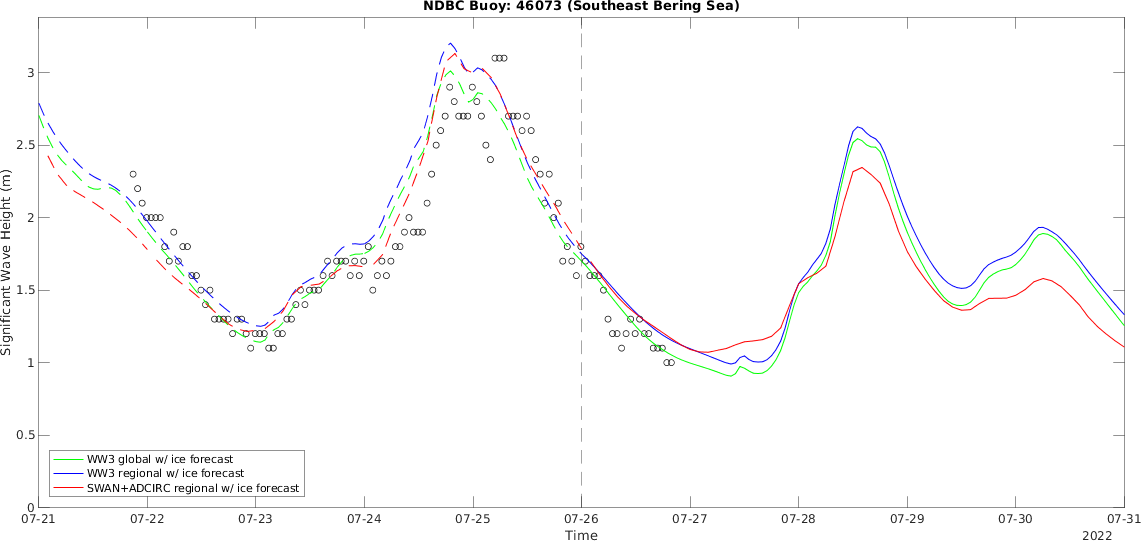 NDBC Buoy: 46073 (Southeast Bering Sea)
Significant Wave Height (m)
3
2.5
2
1.5
1
0.5
0
WW3 global w/ ice forecast
WW3 regional w/ ice forecast
SWAN+ADCIRC regional w/ ice forecast
07-21 07-22 07-23 07-24 07-25 07-26 07-27 07-28 07-29 07-30 07-31
Time
2022